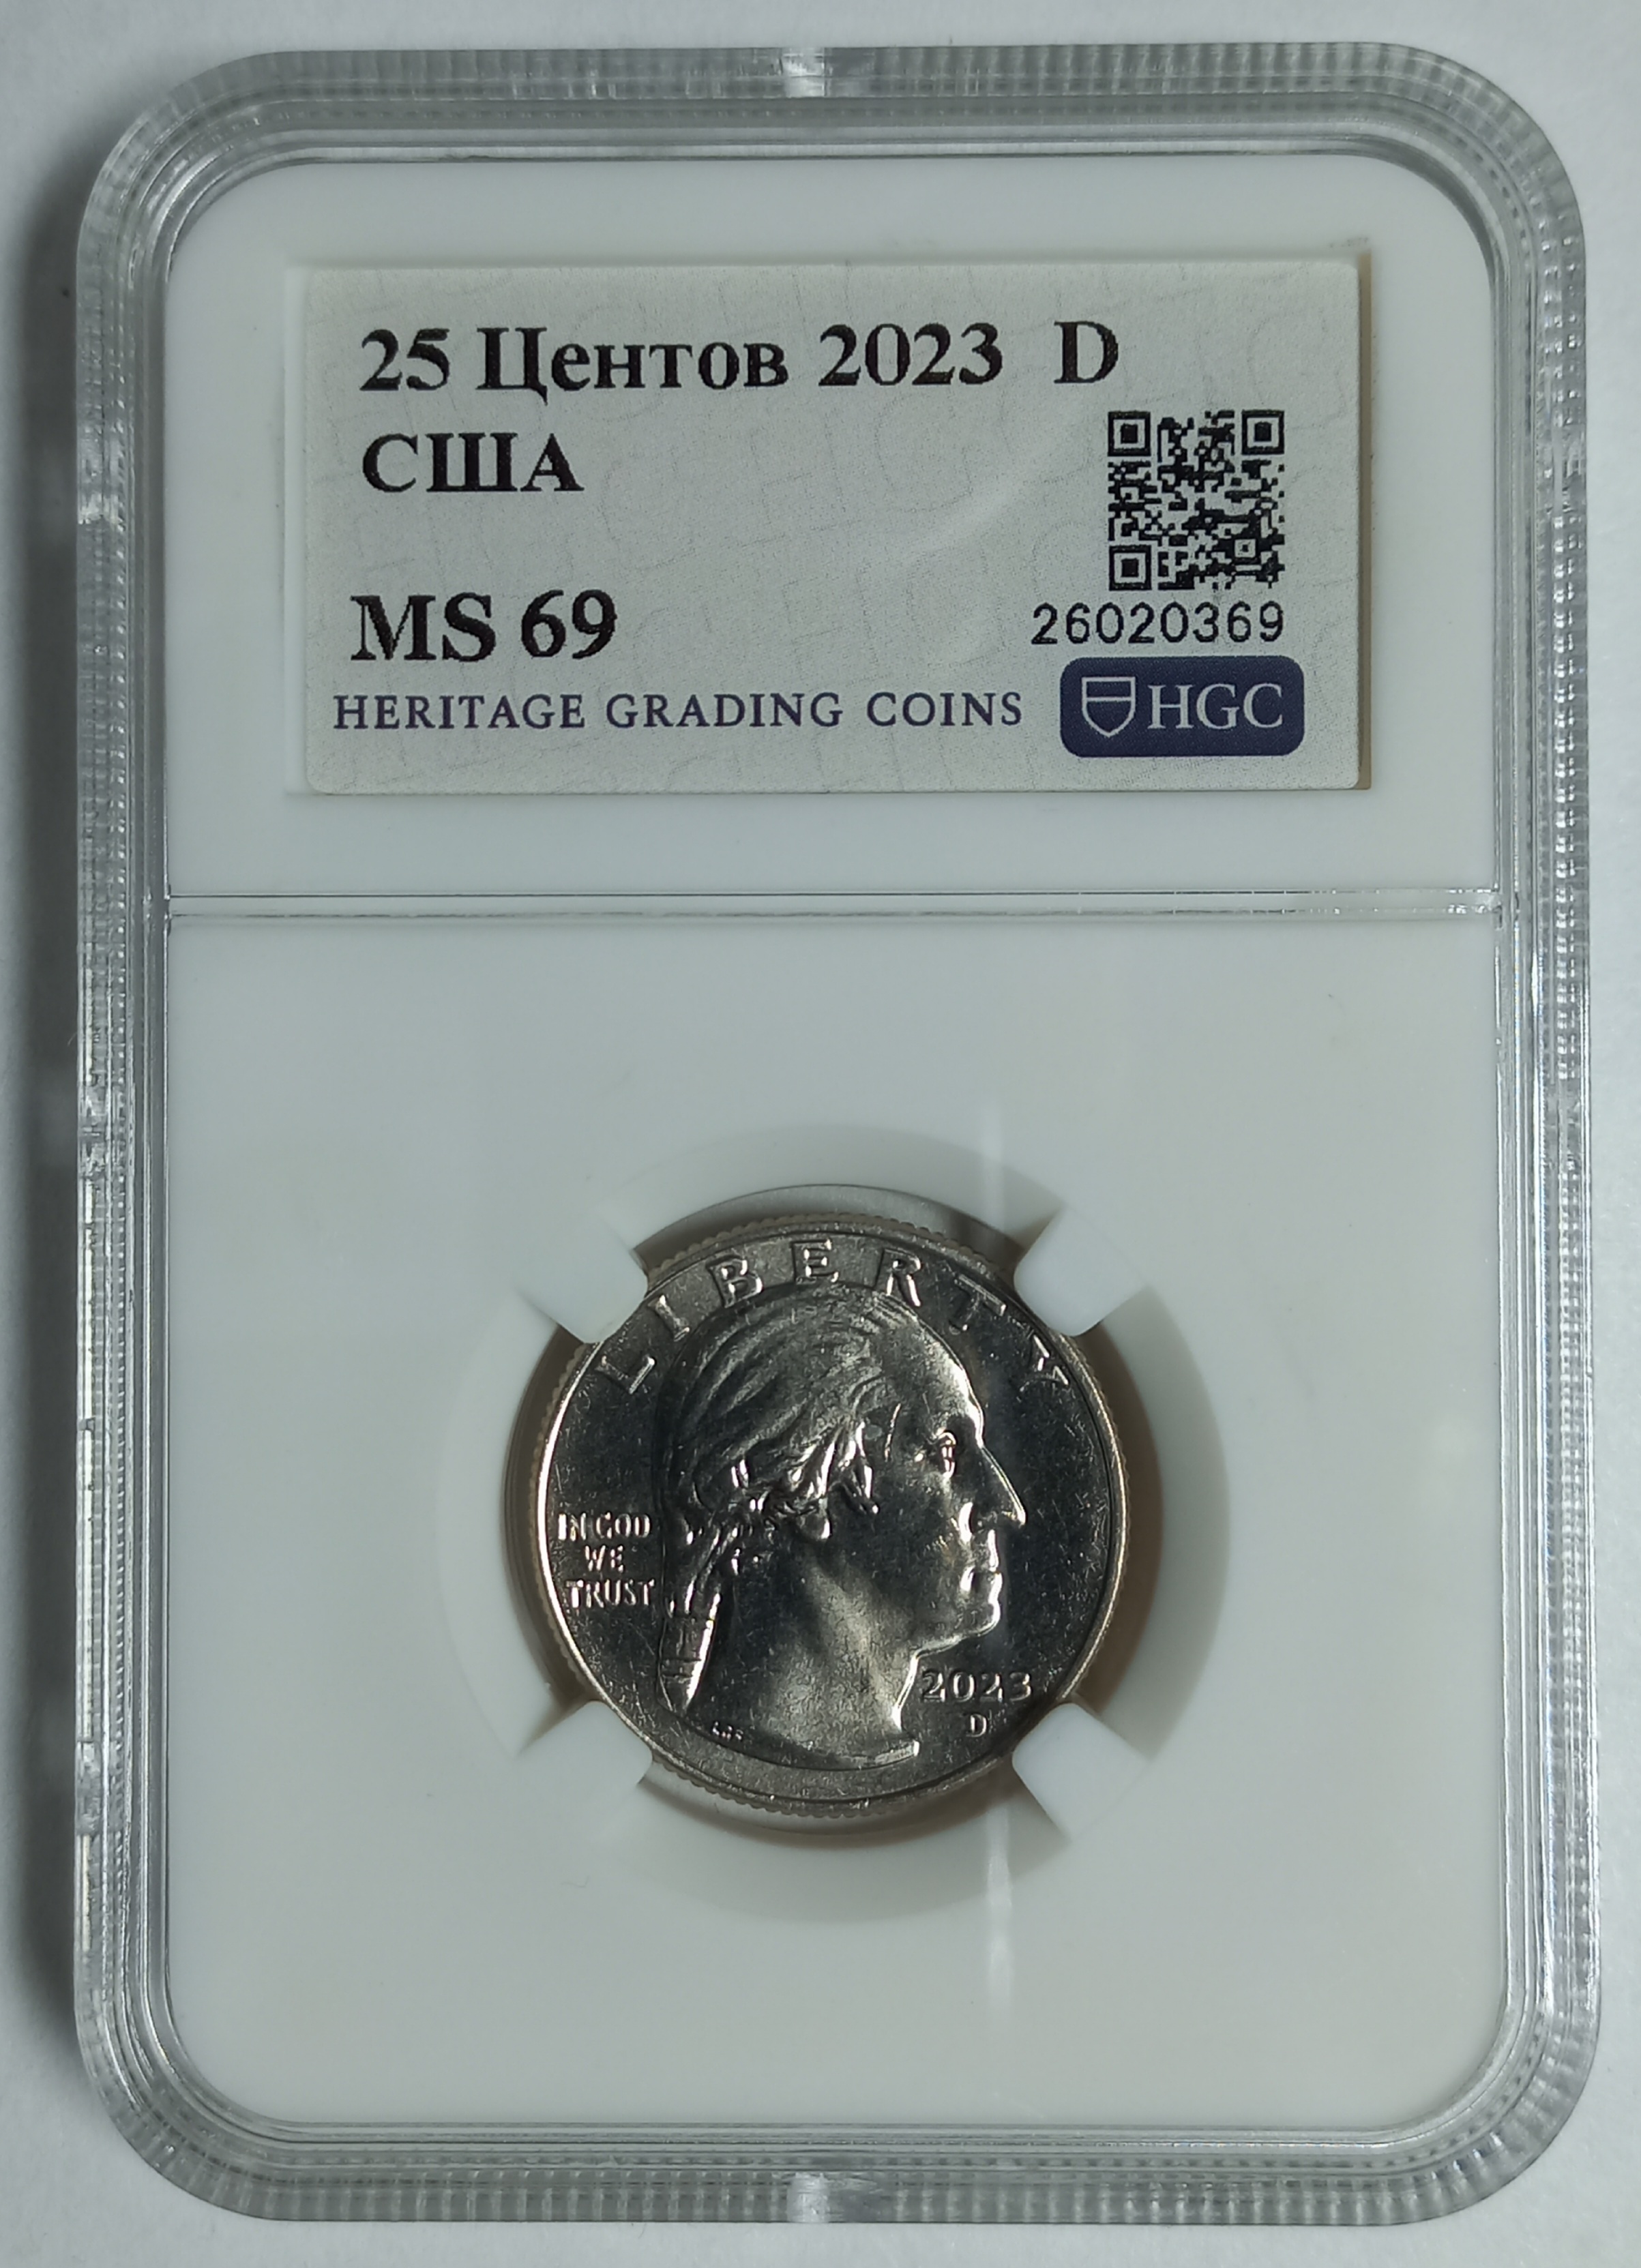 25 Центов 2023 D
США
MS 69
26020369
HERITAGE GRADING COINS
HGC
LIBERTY
IN GOD
WE
TRUST
2023
D